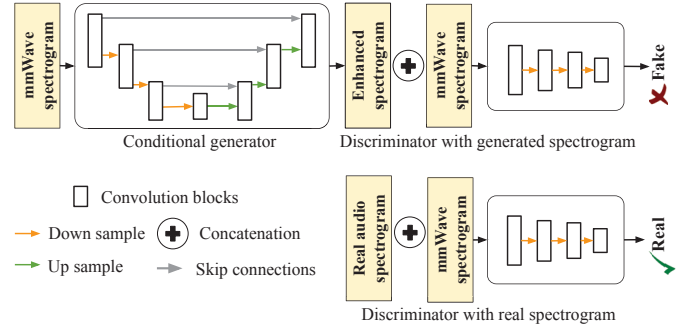 mmWave
spectrogram
Enhanced
spectrogram
mmWave
spectrogram
Fake
Conditional generator
Discriminator with generated spectrogram
Convolution blocks
Down sample
Concatenation
Up sample
Skip connections
Real audio
spectrogram
mmWave
spectrogram
Real
Discriminator with real spectrogram